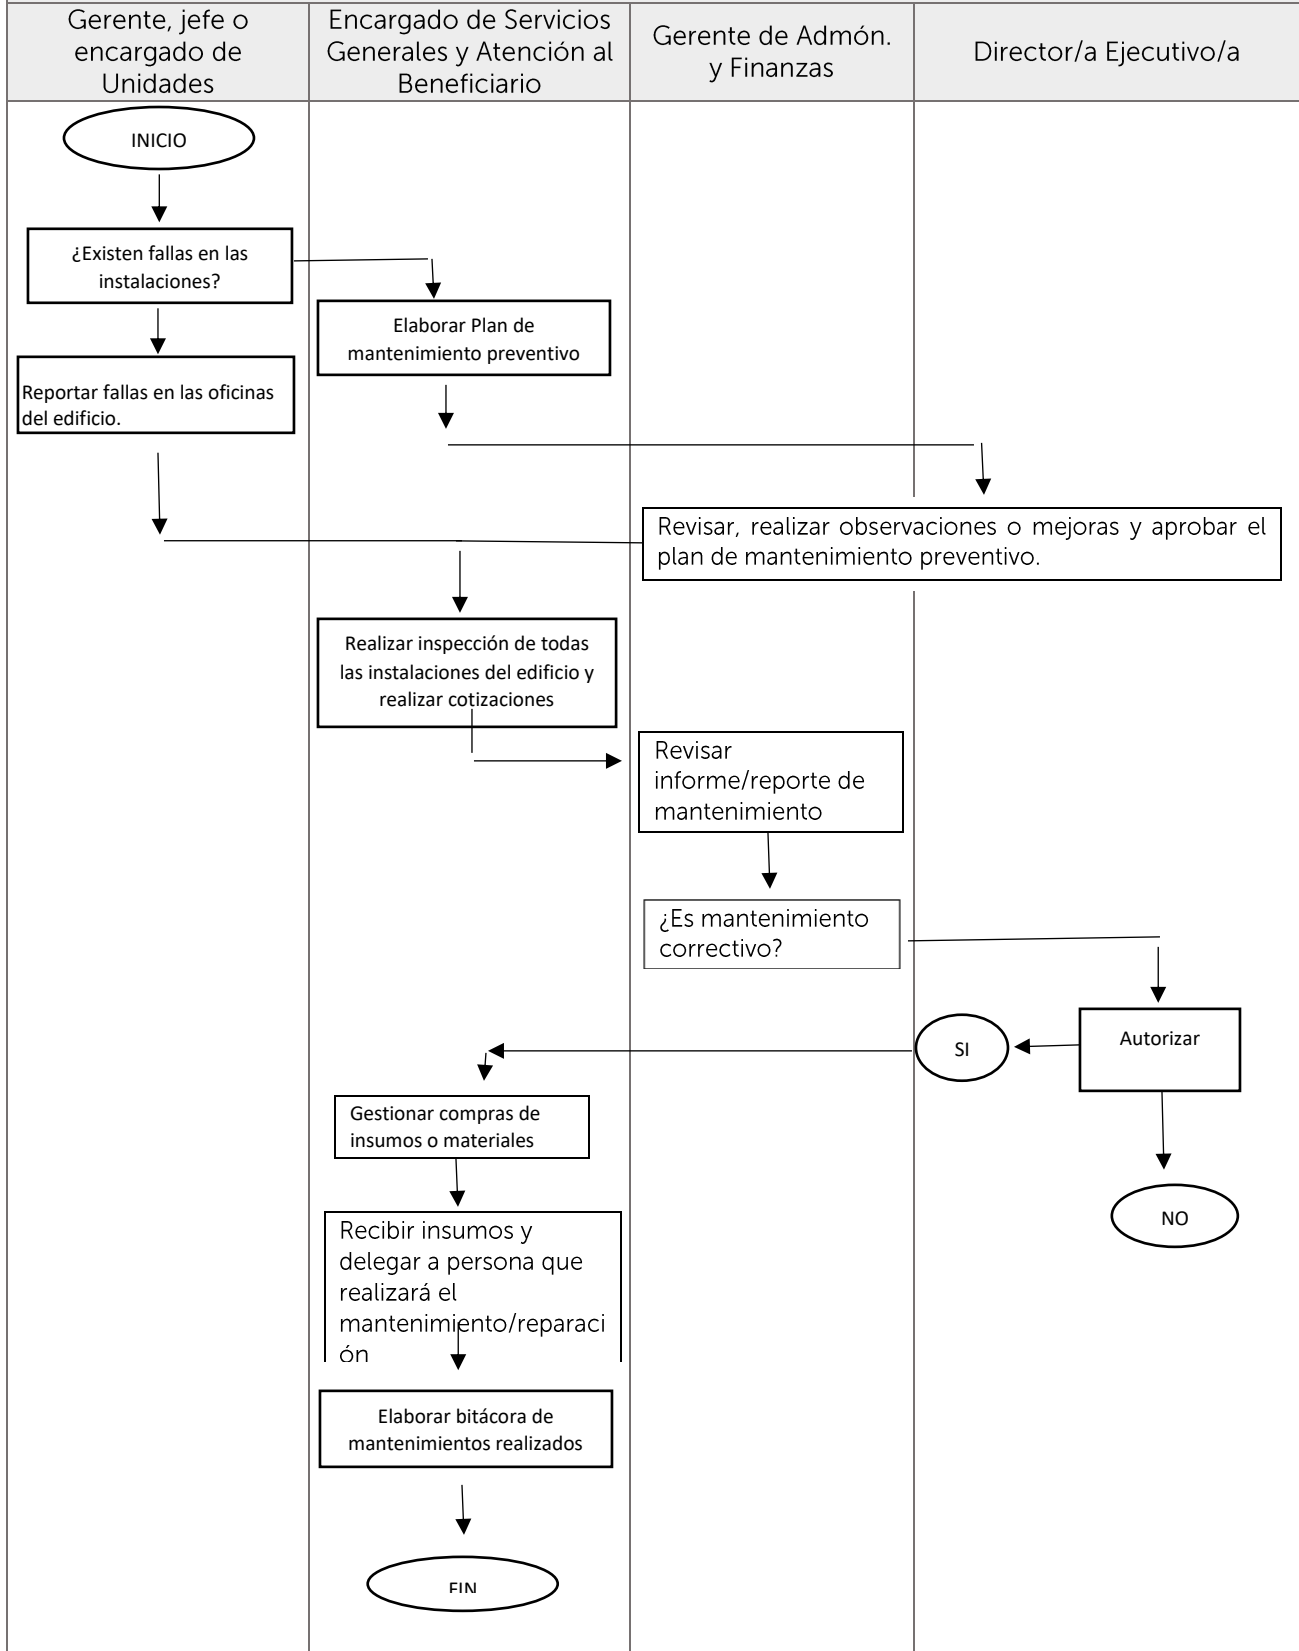 Gerente, jefe o
encargado de
Unidades
Encargado de Servicios
Generales y Atención al
Beneficiario
Gerente de Admón.
y Finanzas
Director/a Ejecutivo/a
INICIO
¿Existen fallas en las
instalaciones?
Elaborar Plan de
mantenimiento preventivo
Reportar fallas en las oficinas
del edificio.
Revisar, realizar observaciones o mejoras y aprobar el
plan de mantenimiento preventivo.
Realizar inspección de todas
las instalaciones del edificio y
realizar cotizaciones
Revisar
informe/reporte de
mantenimiento
¿Es mantenimiento
correctivo?
Autorizar
SI
NO
Gestionar compras de
insumos o materiales
Recibir insumos y
delegar a persona que
realizará el
mantenimiento/reparaci
ón
Elaborar bitácora de
mantenimientos realizados
FIN